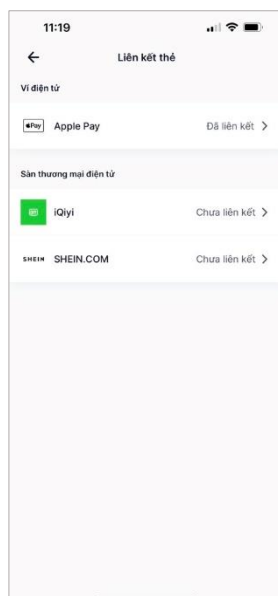 11:19
Liên kết thẻ
Ví điện tử
Pay Apple Pay Đã liên kết
Sàn thương mại điện tử
iQiyi Chưa liên kết
SHEIN SHEIN.COM Chưa liên kết